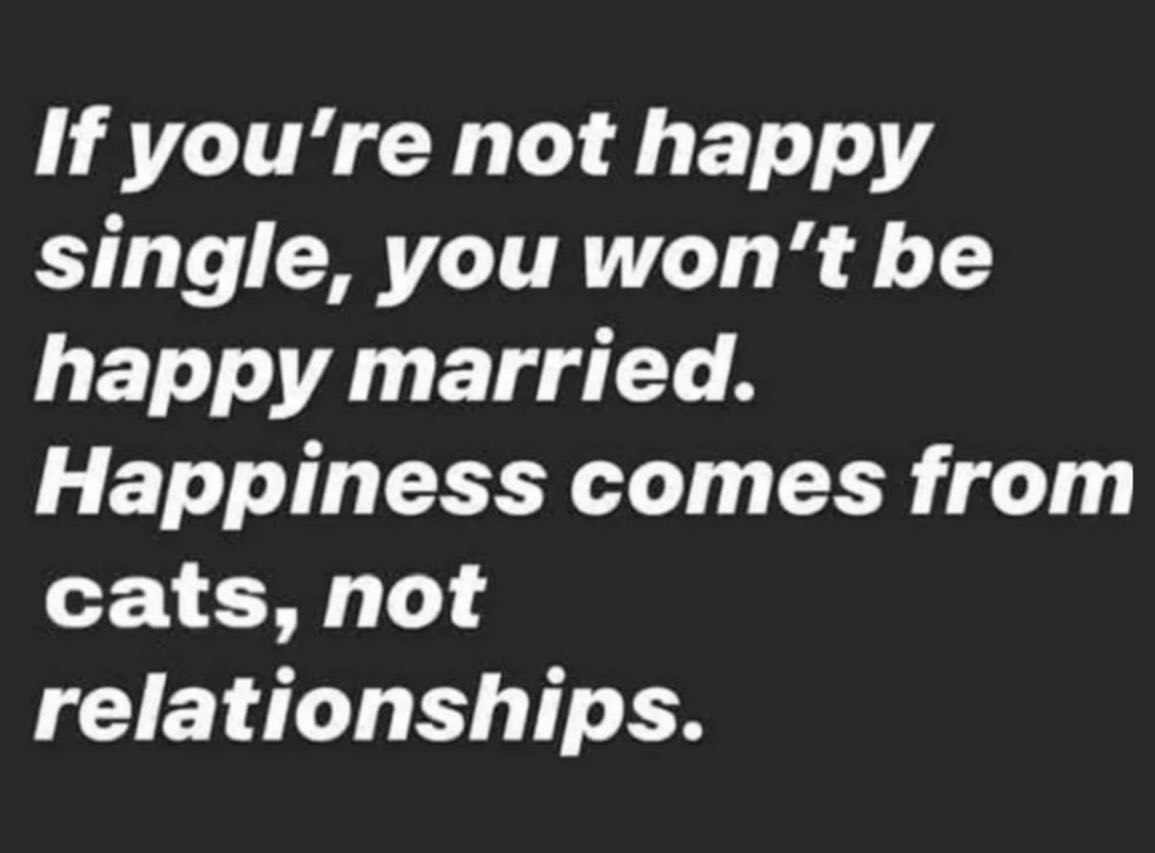 If you’re not happy
single, you won’t be
happy married.
Happiness comes from
cats, not
relationships.